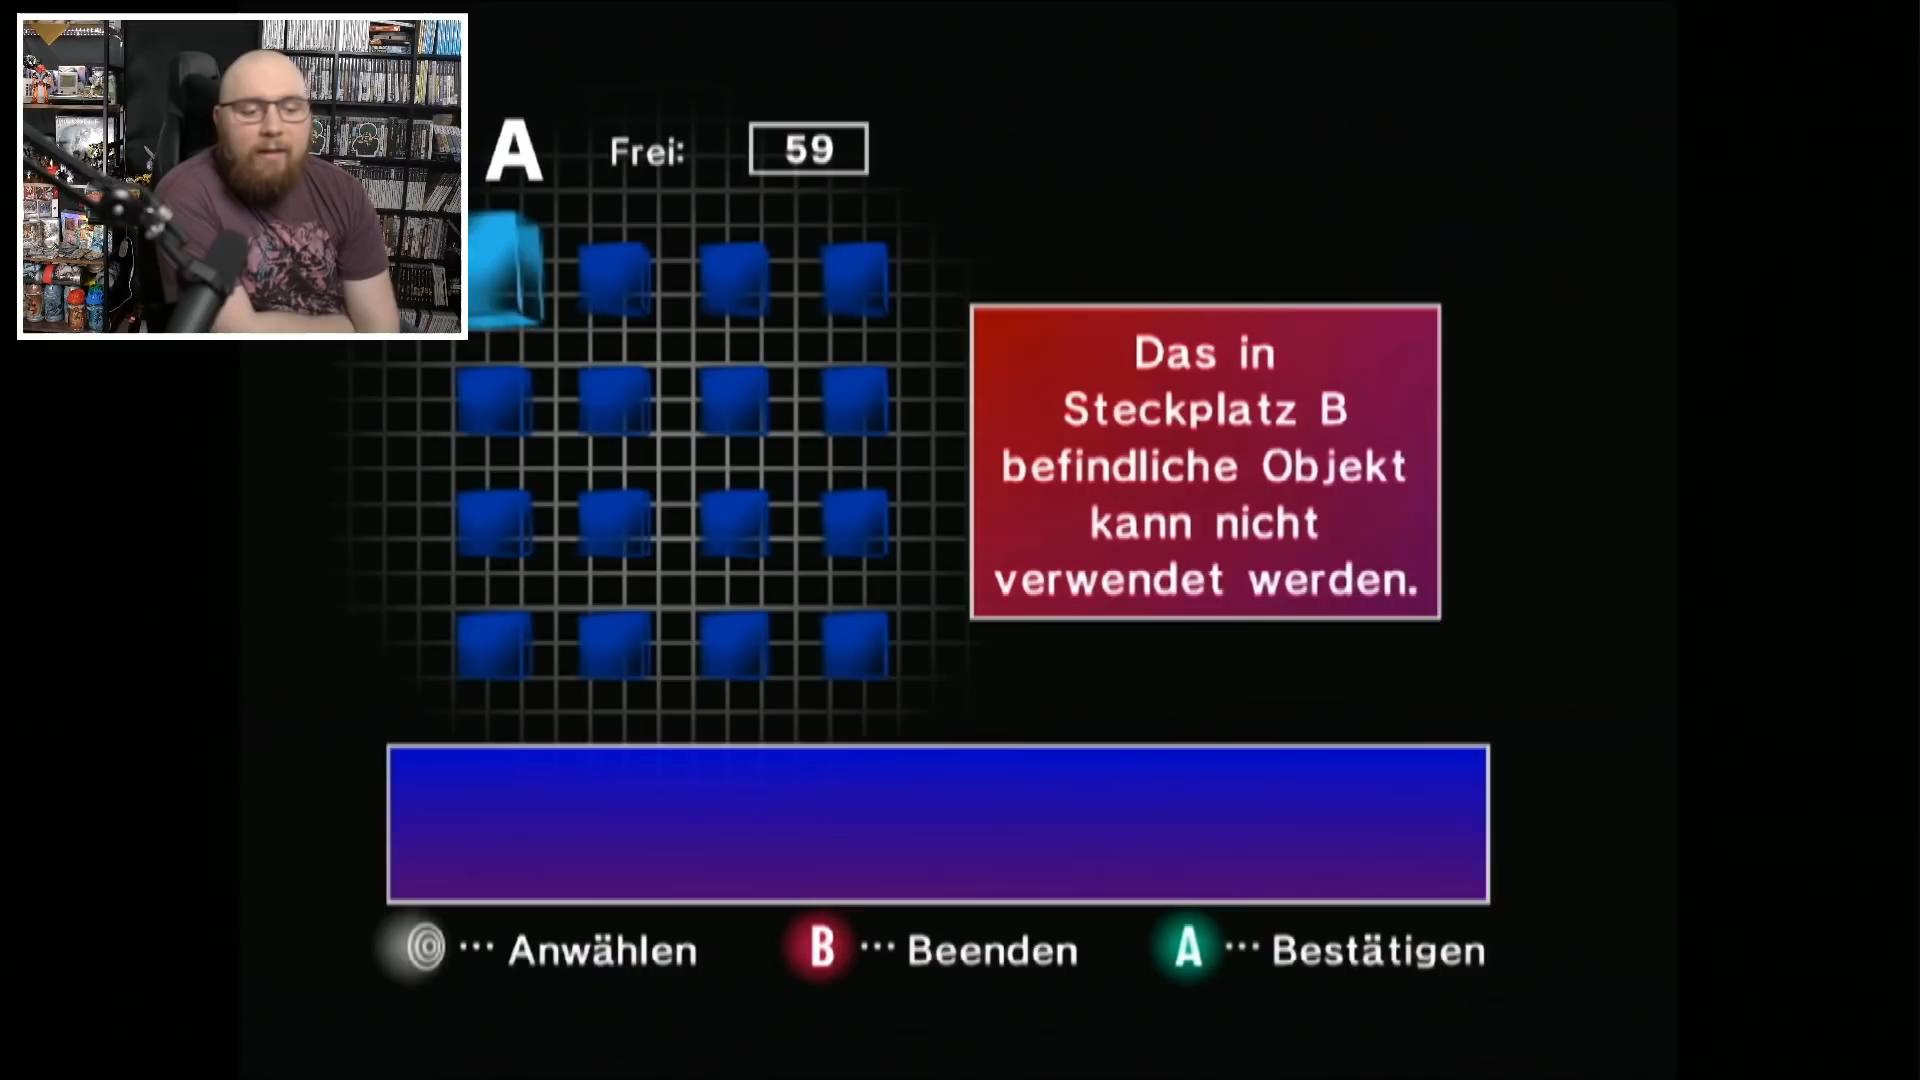 A Frei: 59
Das in
Steckplatz B
befindliche Objekt
kann nicht
verwendet werden.
... Anwählen B ... Beenden A ... Bestätigen